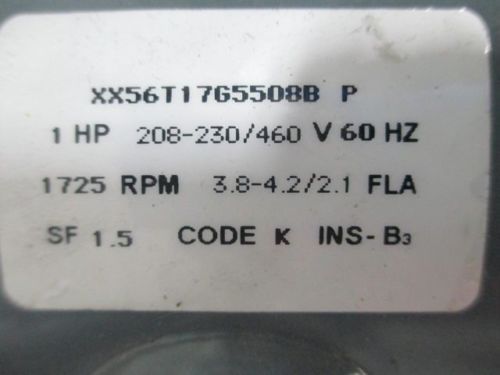 XX56T17G5508B P
1 HP 208-230/460 V 60 HZ
1725 RPM 3.8-4.2/2.1 FLA
SF 1.5 CODE K INS- B3